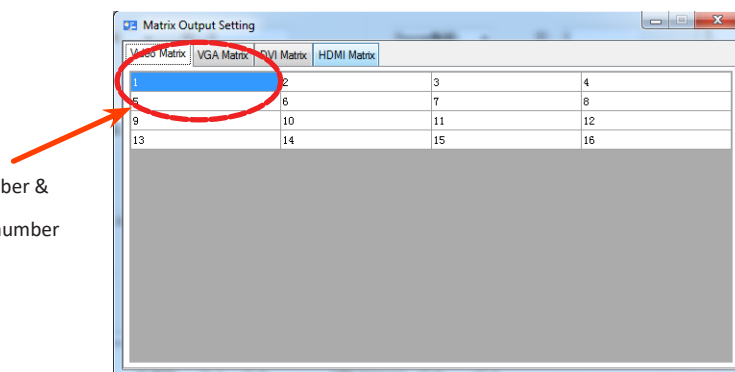 Matrix Output Setting
Video Matrix VGA Matrix DVI Matrix HDMI Matrix
1 2 3 4
5 6 7 8
9 10 11 12
13 14 15 16
ber &
number